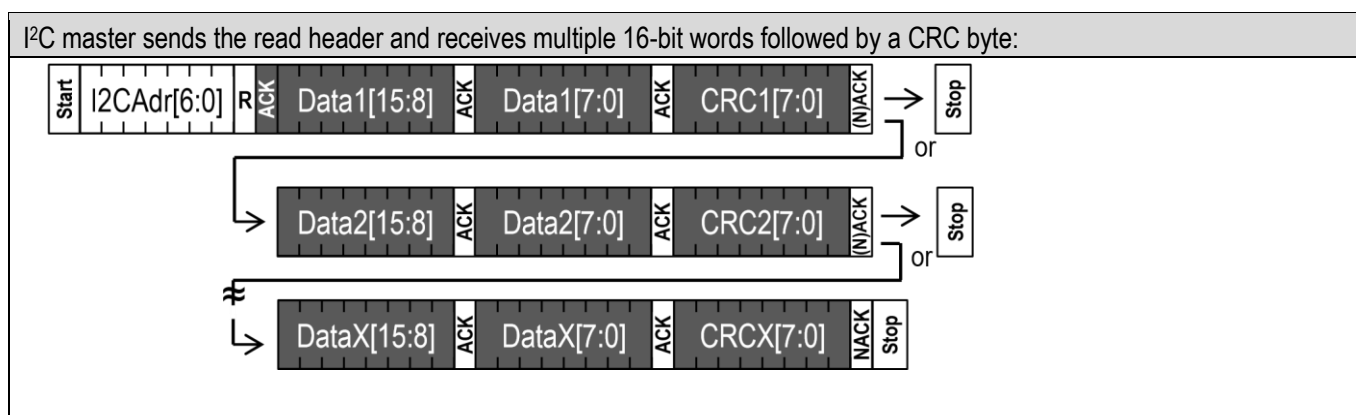 I²C master sends the read header and receives multiple 16-bit words followed by a CRC byte:
Start I2CAdr[6:0] R ACK Data1[15:8] ACK Data1[7:0] ACK CRC1[7:0] (N)ACK Stop
or
Data2[15:8] ACK Data2[7:0] ACK CRC2[7:0] (N)ACK Stop
or
DataX[15:8] ACK DataX[7:0] ACK CRCX[7:0] NACK Stop